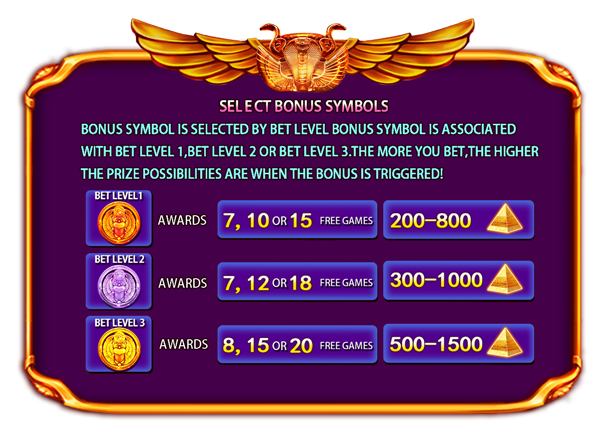 SELECT BONUS SYMBOLS
BONUS SYMBOL IS SELECTED BY BET LEVEL BONUS SYMBOL IS ASSOCIATED
WITH BET LEVEL 1,BET LEVEL 2 OR BET LEVEL 3.THE MORE YOU BET,THE HIGHER
THE PRIZE POSSIBILITIES ARE WHEN THE BONUS IS TRIGGERED!
BET LEVEL1 AWARDS 7, 10 OR 15 FREE GAMES 200-800
BET LEVEL 2 AWARDS 7, 12 OR 18 FREE GAMES 300-1000
BET LEVEL 3 AWARDS 8, 15 OR 20 FREE GAMES 500-1500